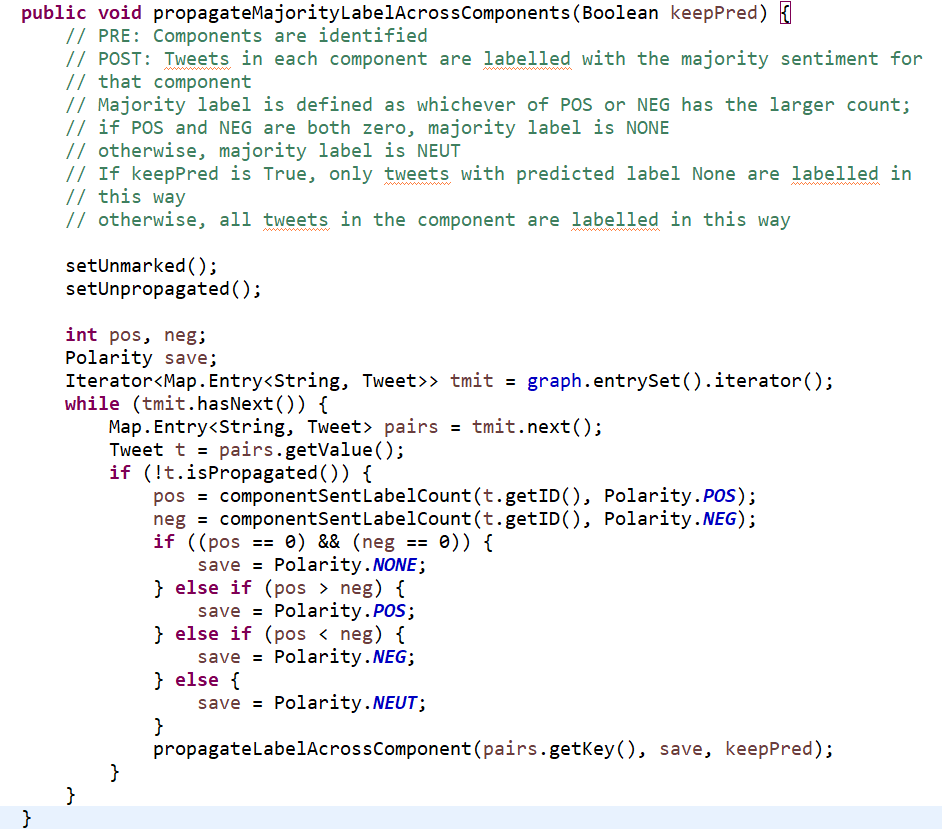 public void propagateMajorityLabelAcrossComponents(Boolean keepPred) {
    // PRE: Components are identified
    // POST: Tweets in each component are labelled with the majority sentiment for
    // that component
    // Majority label is defined as whichever of POS or NEG has the larger count;
    // if POS and NEG are both zero, majority label is NONE
    // otherwise, majority label is NEUT
    // If keepPred is True, only tweets with predicted label None are labelled in
    // this way
    // otherwise, all tweets in the component are labelled in this way

    setUnmarked();
    setUnpropagated();

    int pos, neg;
    Polarity save;
    Iterator<Map.Entry<String, Tweet>> tmit = graph.entrySet().iterator();
    while (tmit.hasNext()) {
        Map.Entry<String, Tweet> pairs = tmit.next();
        Tweet t = pairs.getValue();
        if (!t.isPropagated()) {
            pos = componentSentLabelCount(t.getID(), Polarity.POS);
            neg = componentSentLabelCount(t.getID(), Polarity.NEG);
            if ((pos == 0) && (neg == 0)) {
                save = Polarity.NONE;
            } else if (pos > neg) {
                save = Polarity.POS;
            } else if (pos < neg) {
                save = Polarity.NEG;
            } else {
                save = Polarity.NEUT;
            }
            propagateLabelAcrossComponent(pairs.getKey(), save, keepPred);
        }
    }
}